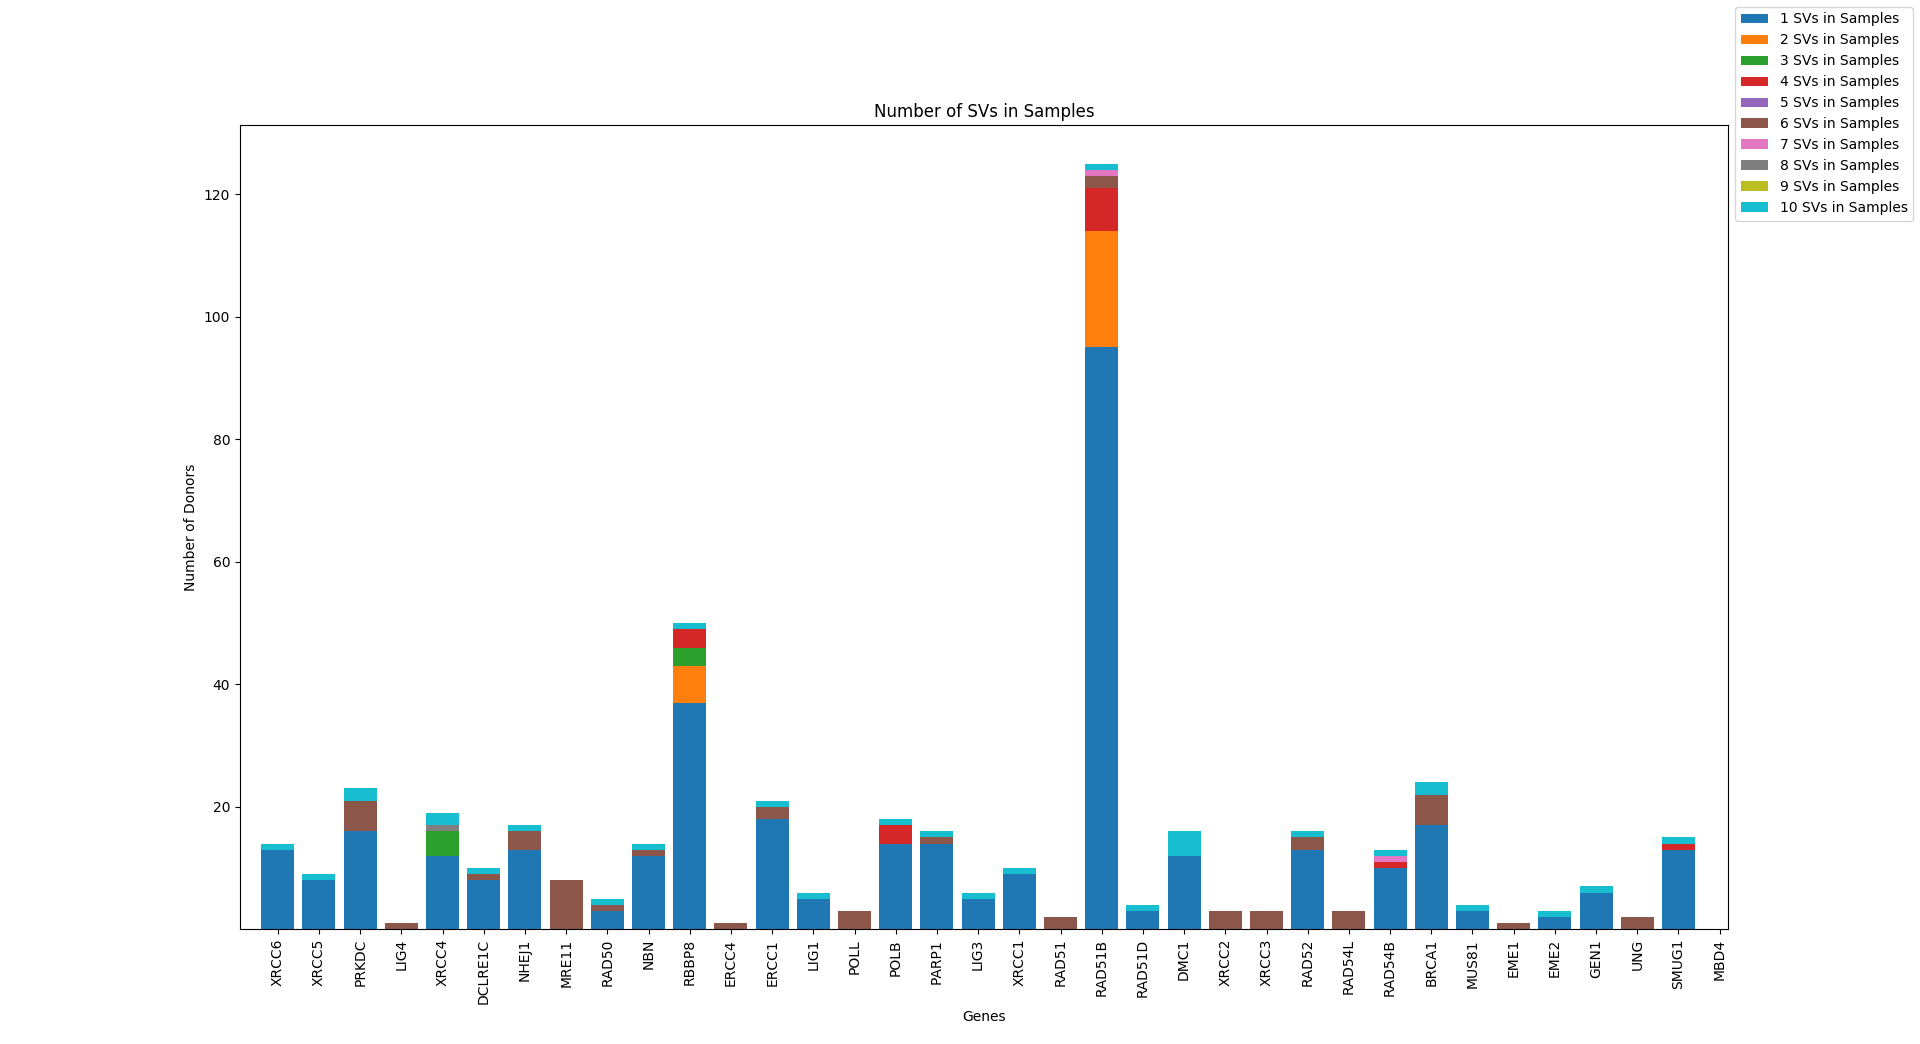 1 SVs in Samples
2 SVs in Samples
3 SVs in Samples
4 SVs in Samples
5 SVs in Samples
6 SVs in Samples
7 SVs in Samples
8 SVs in Samples
9 SVs in Samples
10 SVs in Samples
Number of SVs in Samples
120
100
80
60
40
20
Number of Donors
XRCC6
XRCC5
PRKDC
LIG4
XRCC4
DCLRE1C
NHEJ1
MRE11
RAD50
NBN
RBBP8
ERCC4
ERCC1
LIG1
POLL
POLB
PARP1
LIG3
XRCC1
RAD51
RAD51B
RAD51D
DMC1
XRCC2
XRCC3
RAD52
RAD54L
RAD54B
BRCA1
MUS81
EME1
EME2
GEN1
UNG
SMUG1
MBD4
Genes